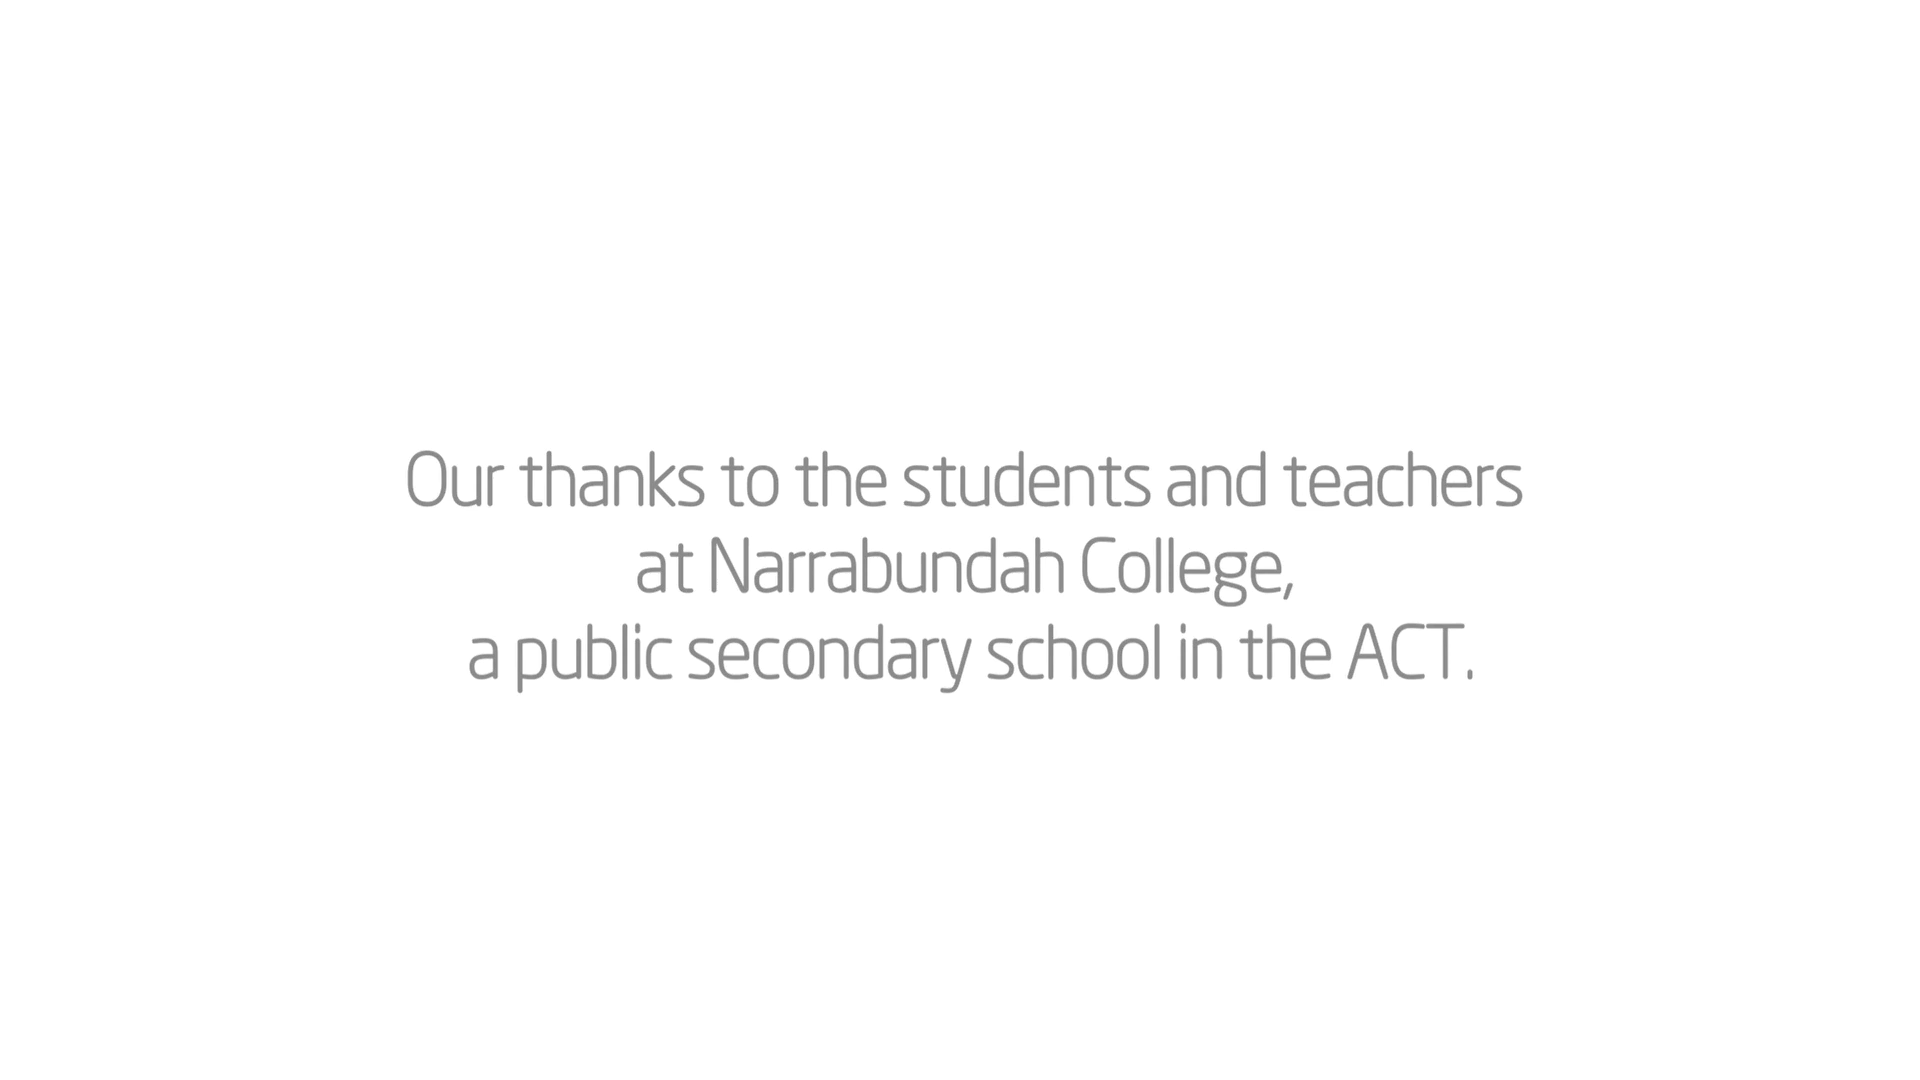 Our thanks to the students and teachers
at Narrabundah College,
a public secondary school in the ACT.